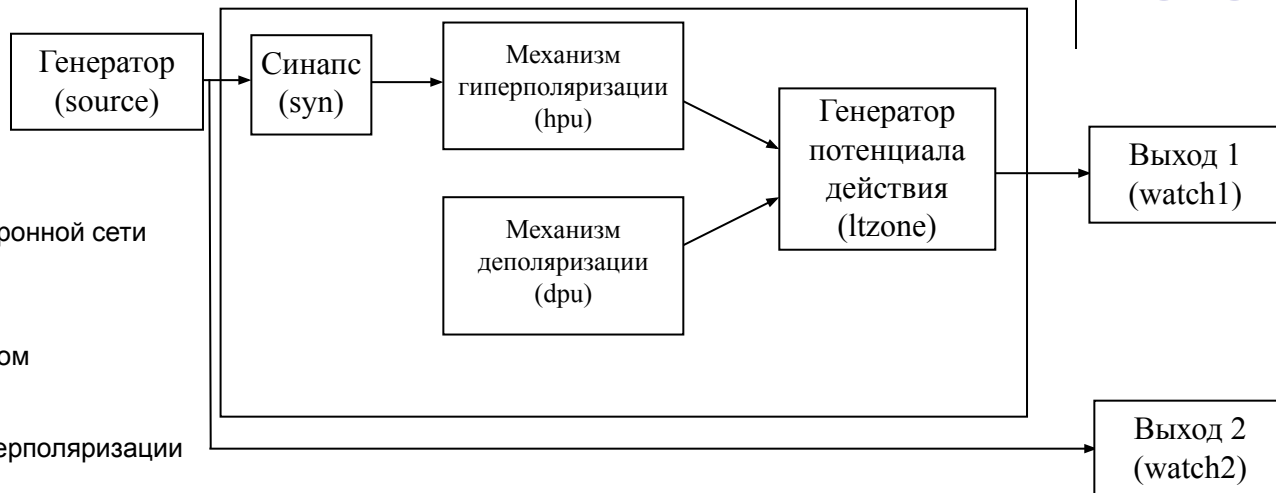 Генератор
(source)
Синапс
(syn)
Механизм
гиперполяризации
(hpu)
Генератор
потенциала
действия
(ltzone)
Выход 1
(watch1)
Механизм
деполяризации
(dpu)
Выход 2
(watch2)
ронной сети
ом
ерполяризации